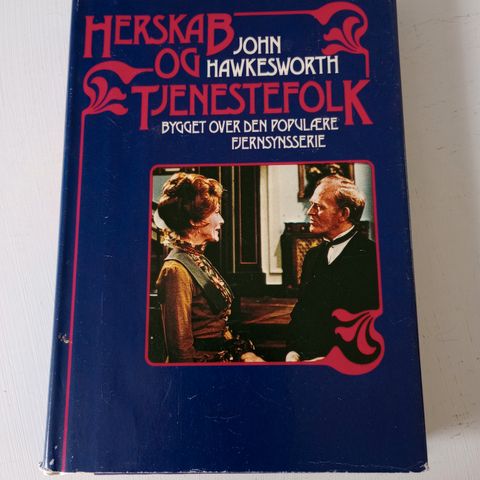 HERSKAB
OG
TJENESTEFOLK
JOHN
HAWKESWORTH
BYGGET OVER DEN POPULÆRE
FJERNSYNSSERIE